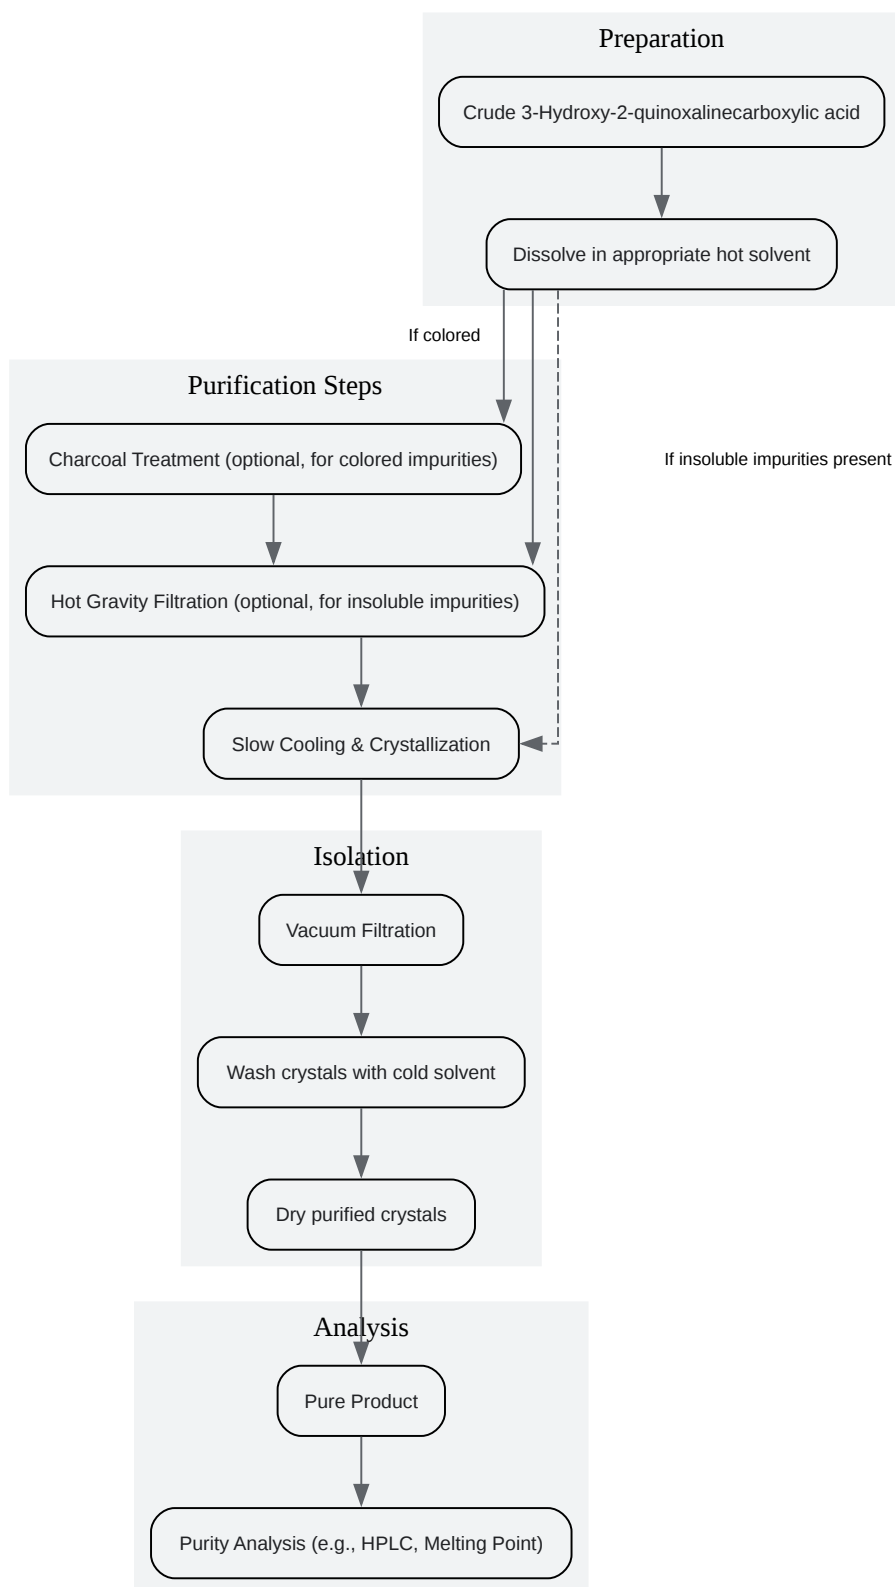 Preparation
Crude 3-Hydroxy-2-quinoxalinecarboxylic acid
Dissolve in appropriate hot solvent
If colored
Purification Steps
Charcoal Treatment (optional, for colored impurities)
If insoluble impurities present
Hot Gravity Filtration (optional, for insoluble impurities)
Slow Cooling & Crystallization
Isolation
Vacuum Filtration
Wash crystals with cold solvent
Dry purified crystals
Analysis
Pure Product
Purity Analysis (e.g., HPLC, Melting Point)